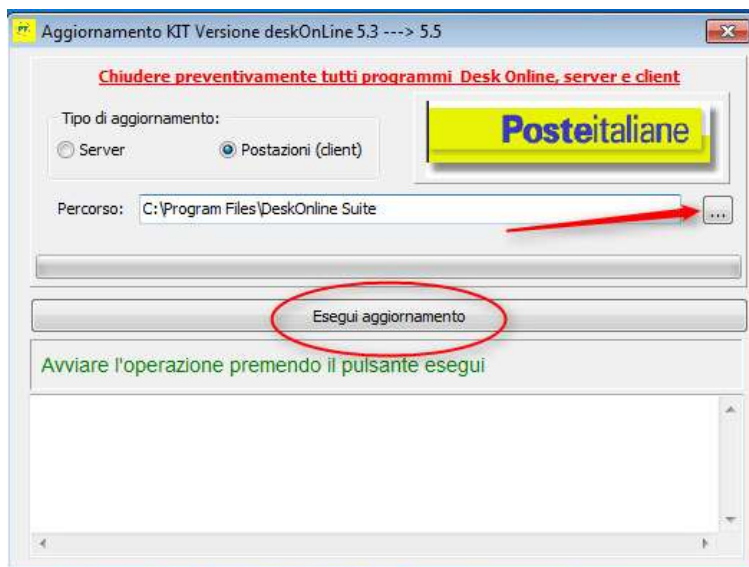 Aggiornamento KIT Versione deskOnLine 5.3 ---> 5.5
Chiudere preventivamente tutti programmi Desk Online, server e client
Tipo di aggiornamento:
Server
Postazioni (client)
Posteitaliane
Percorso:
C:\Program Files\DeskOnline Suite
...
Esegui aggiornamento
Avviare l'operazione premendo il pulsante esegui